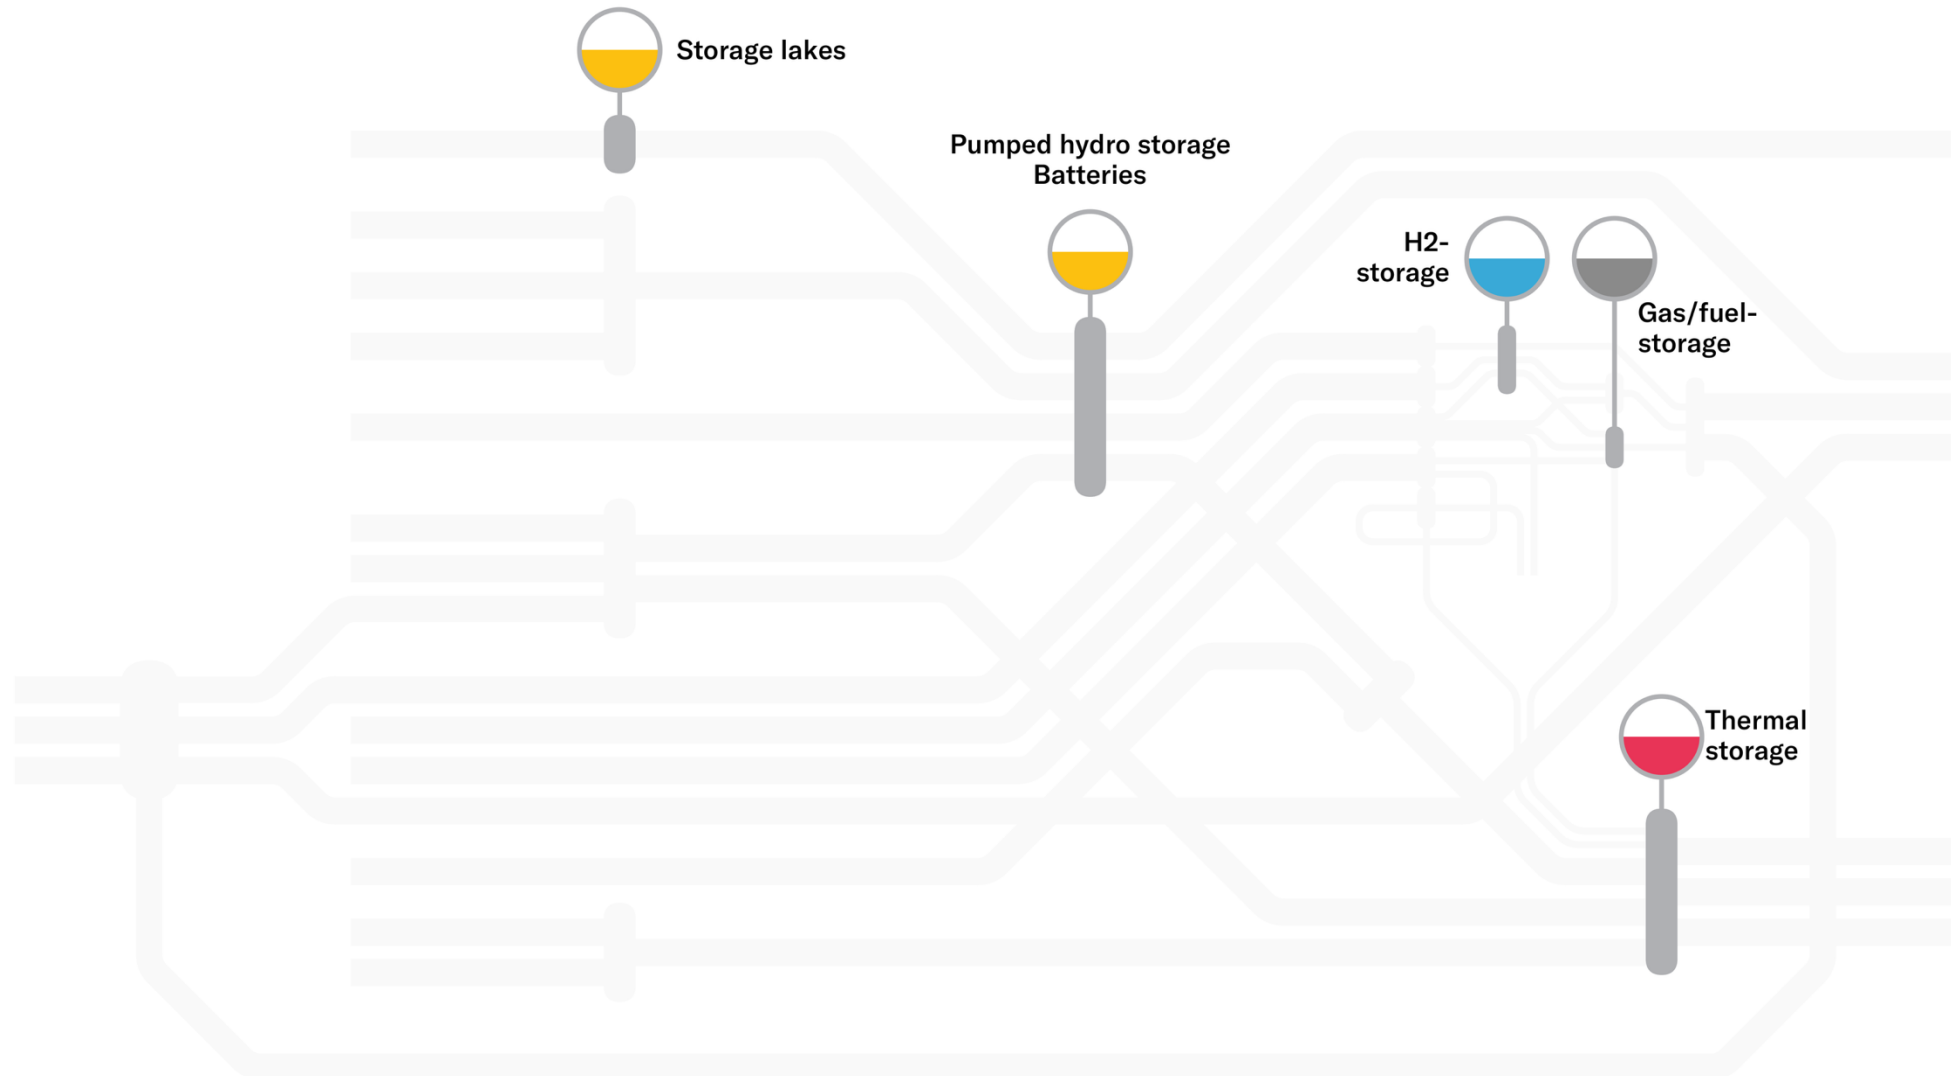 Storage lakes
Pumped hydro storage
Batteries
H2-
storage
Gas/fuel-
storage
Thermal
storage